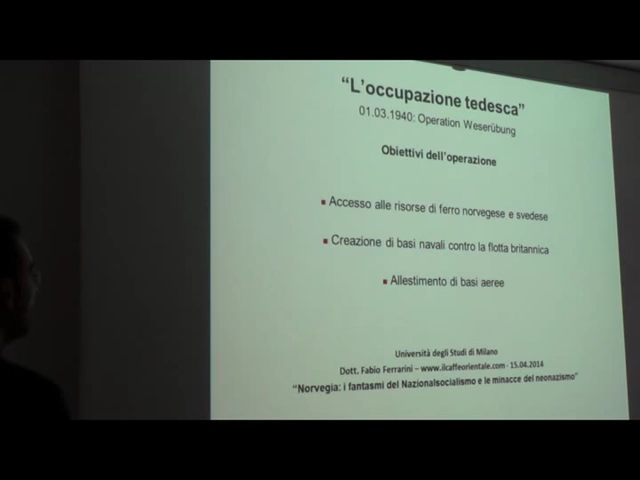 “L’occupazione tedesca”
01.03.1940: Operation Weserübung
Obiettivi dell’operazione
▪ Accesso alle risorse di ferro norvegese e svedese
▪ Creazione di basi navali contro la flotta britannica
▪ Allestimento di basi aeree
Università degli Studi di Milano
Dott. Fabio Ferrarini – www.ilcaffeorientale.com - 15.04.2014
“Norvegia: i fantasmi del Nazionalsocialismo e le minacce del neonazismo”